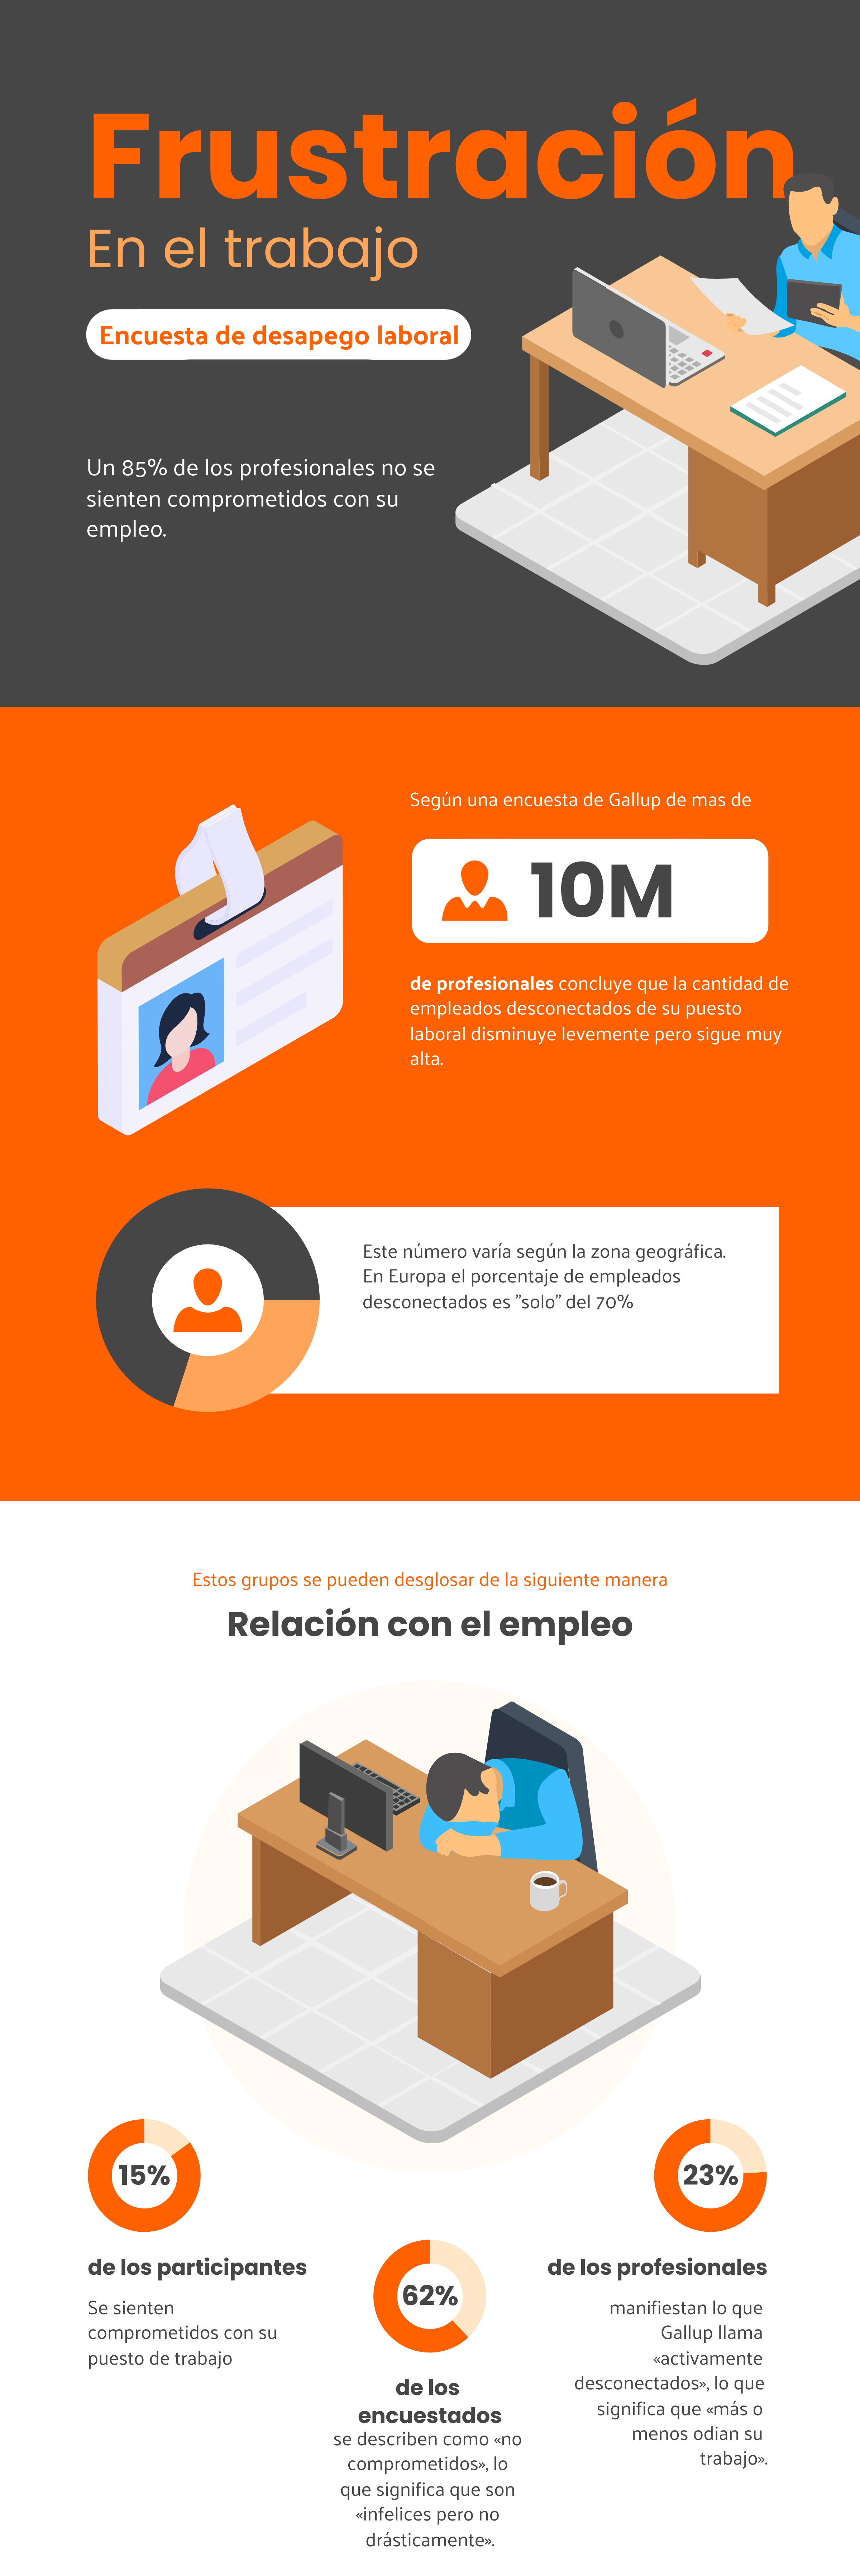 Frustración
En el trabajo
Encuesta de desapego laboral
Un 85% de los profesionales no se
sienten comprometidos con su
empleo.
Según una encuesta de Gallup de mas de
10M
de profesionales concluye que la cantidad de
empleados desconectados de su puesto
laboral disminuye levemente pero sigue muy
alta.
Este número varía según la zona geográfica.
En Europa el porcentaje de empleados
desconectados es "solo" del 70%
Estos grupos se pueden desglosar de la siguiente manera
Relación con el empleo
15%
de los participantes
Se sienten
comprometidos con su
puesto de trabajo
62%
de los
encuestados
se describen como «no
comprometidos», lo
que significa que son
«infelices pero no
drásticamente».
23%
de los profesionales
manifiestan lo que
Gallup llama
«activamente
desconectados», lo que
significa que «más o
menos odian su
trabajo».